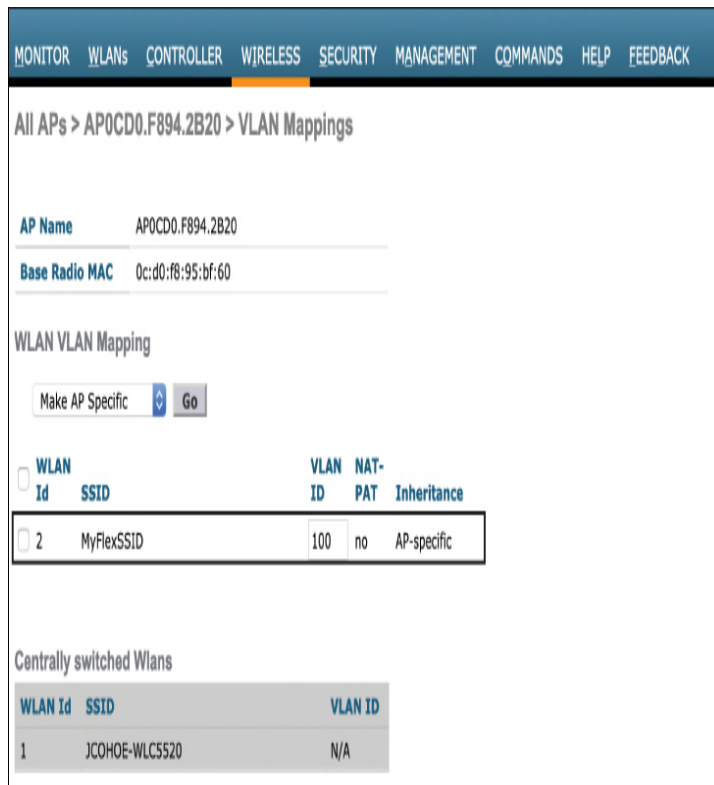 MONITOR WLANs CONTROLLER WIRELESS SECURITY MANAGEMENT COMMANDS HELP FEEDBACK
All APs > AP0CD0.F894.2B20 > VLAN Mappings
AP Name AP0CD0.F894.2B20
Base Radio MAC 0c:d0:f8:95:bf:60
WLAN VLAN Mapping
Make AP Specific Go
WLAN VLAN NAT-
Id SSID ID PAT Inheritance
2 MyFlexSSID 100 no AP-specific
Centrally switched Wlans
WLAN Id SSID VLAN ID
1 JCOHOE-WLC5520 N/A